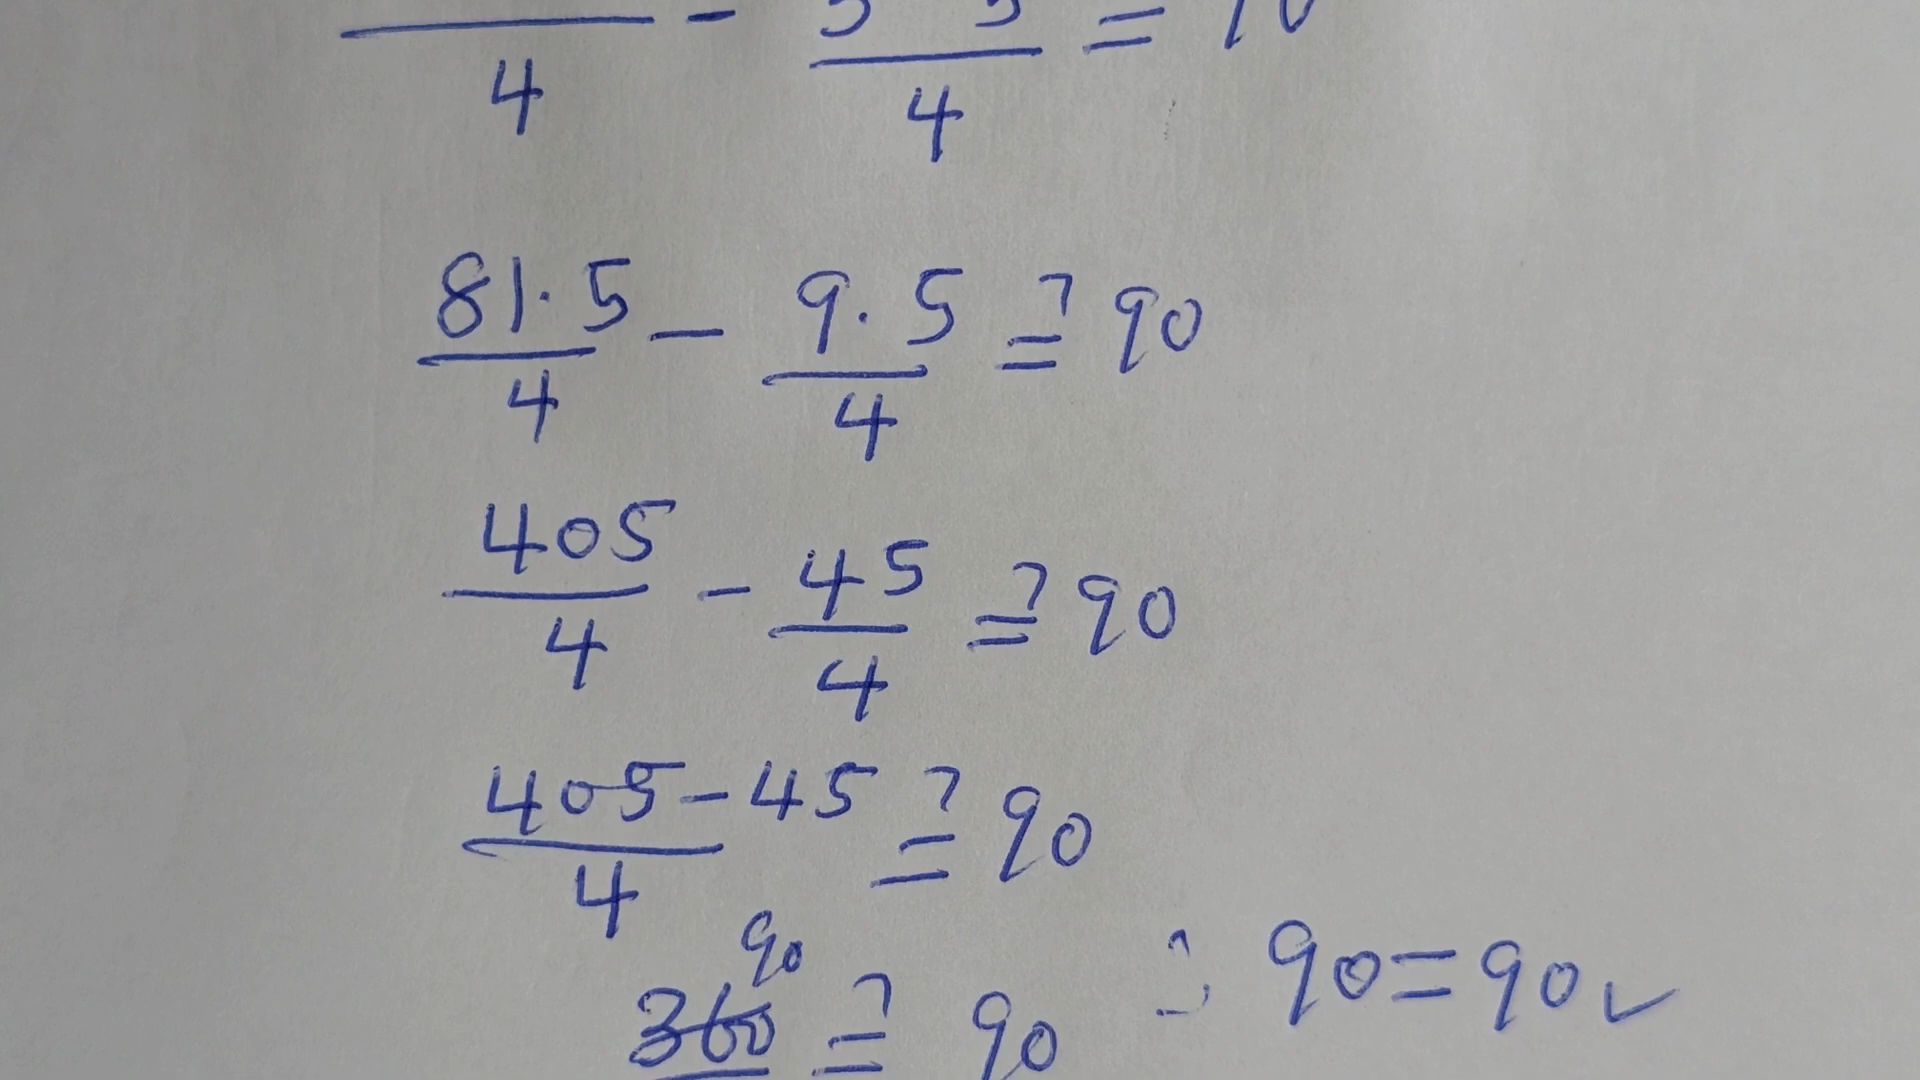 /4 - /4 =
81·5/4 - 9·5/4 =? 90
405/4 - 45/4 =? 90
405-45/4 =? 90
90
360 =? 90 ∴ 90=90 ✓